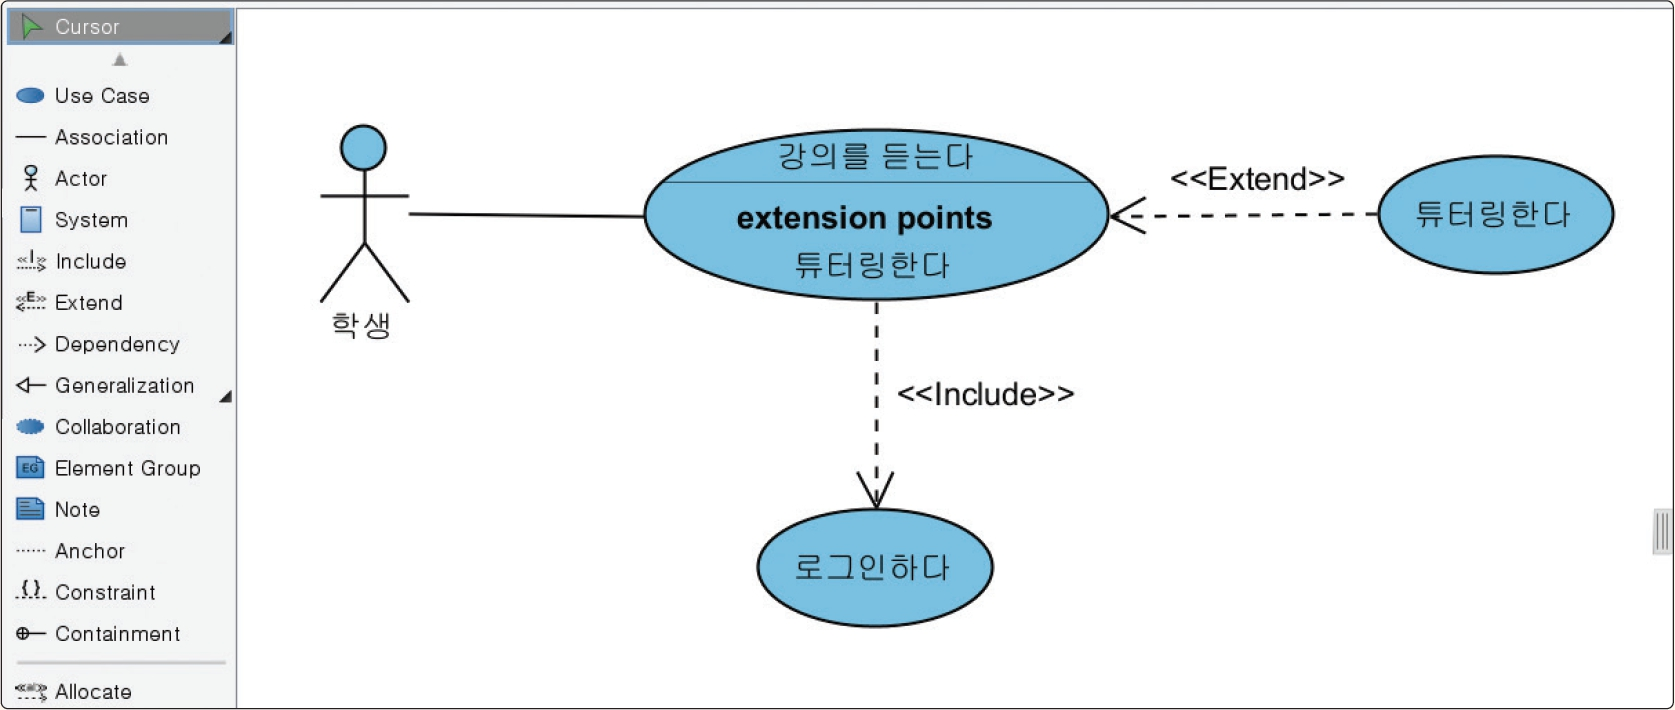 Cursor
Use Case
Association
Actor
System
Include
Extend
Dependency
Generalization
Collaboration
Element Group
Note
Anchor
Constraint
Containment
Allocate
학생
강의를 듣는다
extension points
튜터링한다
<<Extend>>
튜터링한다
<<Include>>
로그인하다